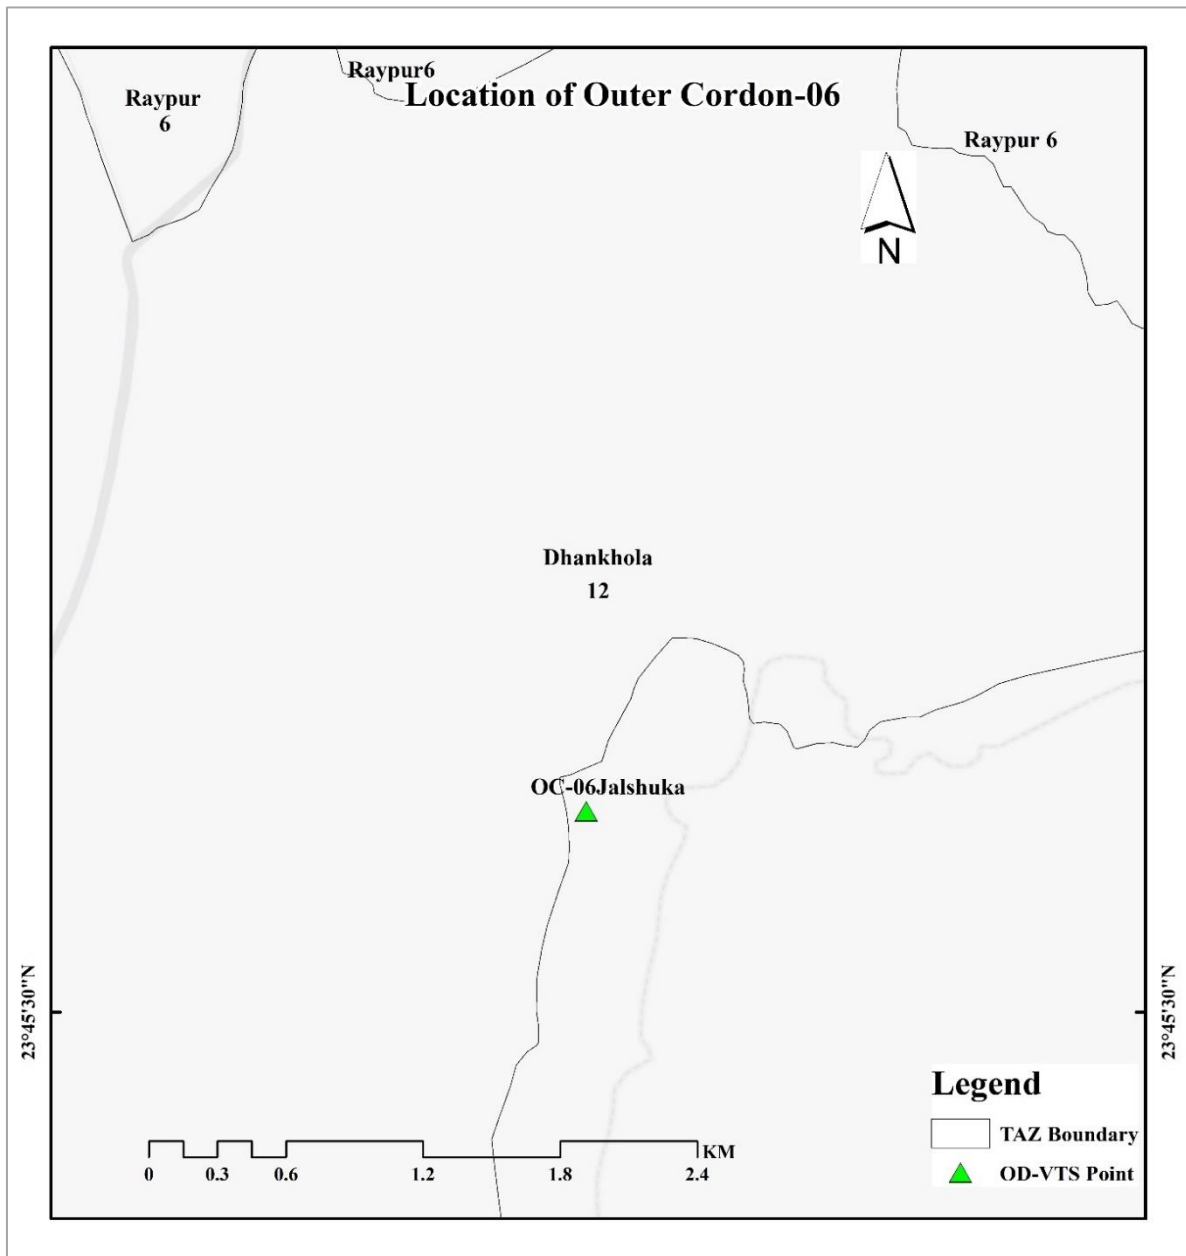 Raypur6
Location of Outer Cordon-06
Raypur
6
Raypur 6
N
Dhankhola
12
OC-06Jalshuka
23°45'30"N
23°45'30"N
Legend
TAZ Boundary
OD-VTS Point
KM
0 0.3 0.6 1.2 1.8 2.4